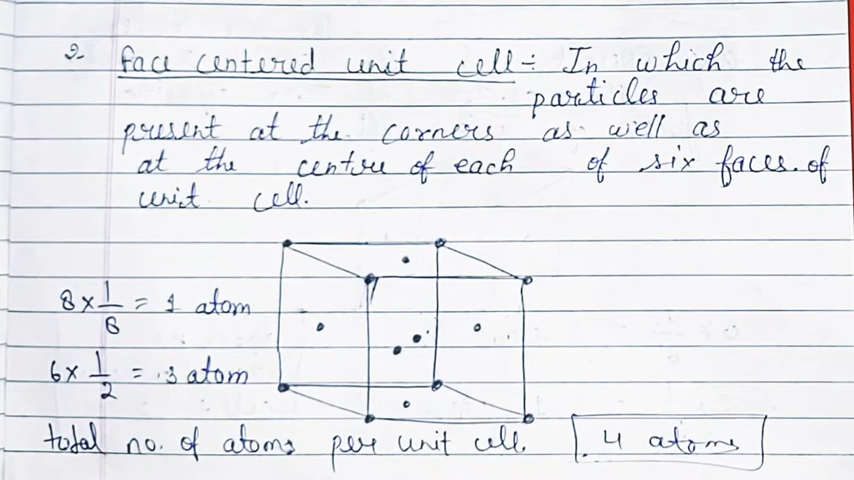 2. face centered unit cell :- In which the
particles are
present at the corners as well as
at the centre of each of six faces. of
unit cell.
8 × 1/8 = 1 atom
6 × 1/2 = 3 atom
total no. of atoms per unit cell. 4 atoms